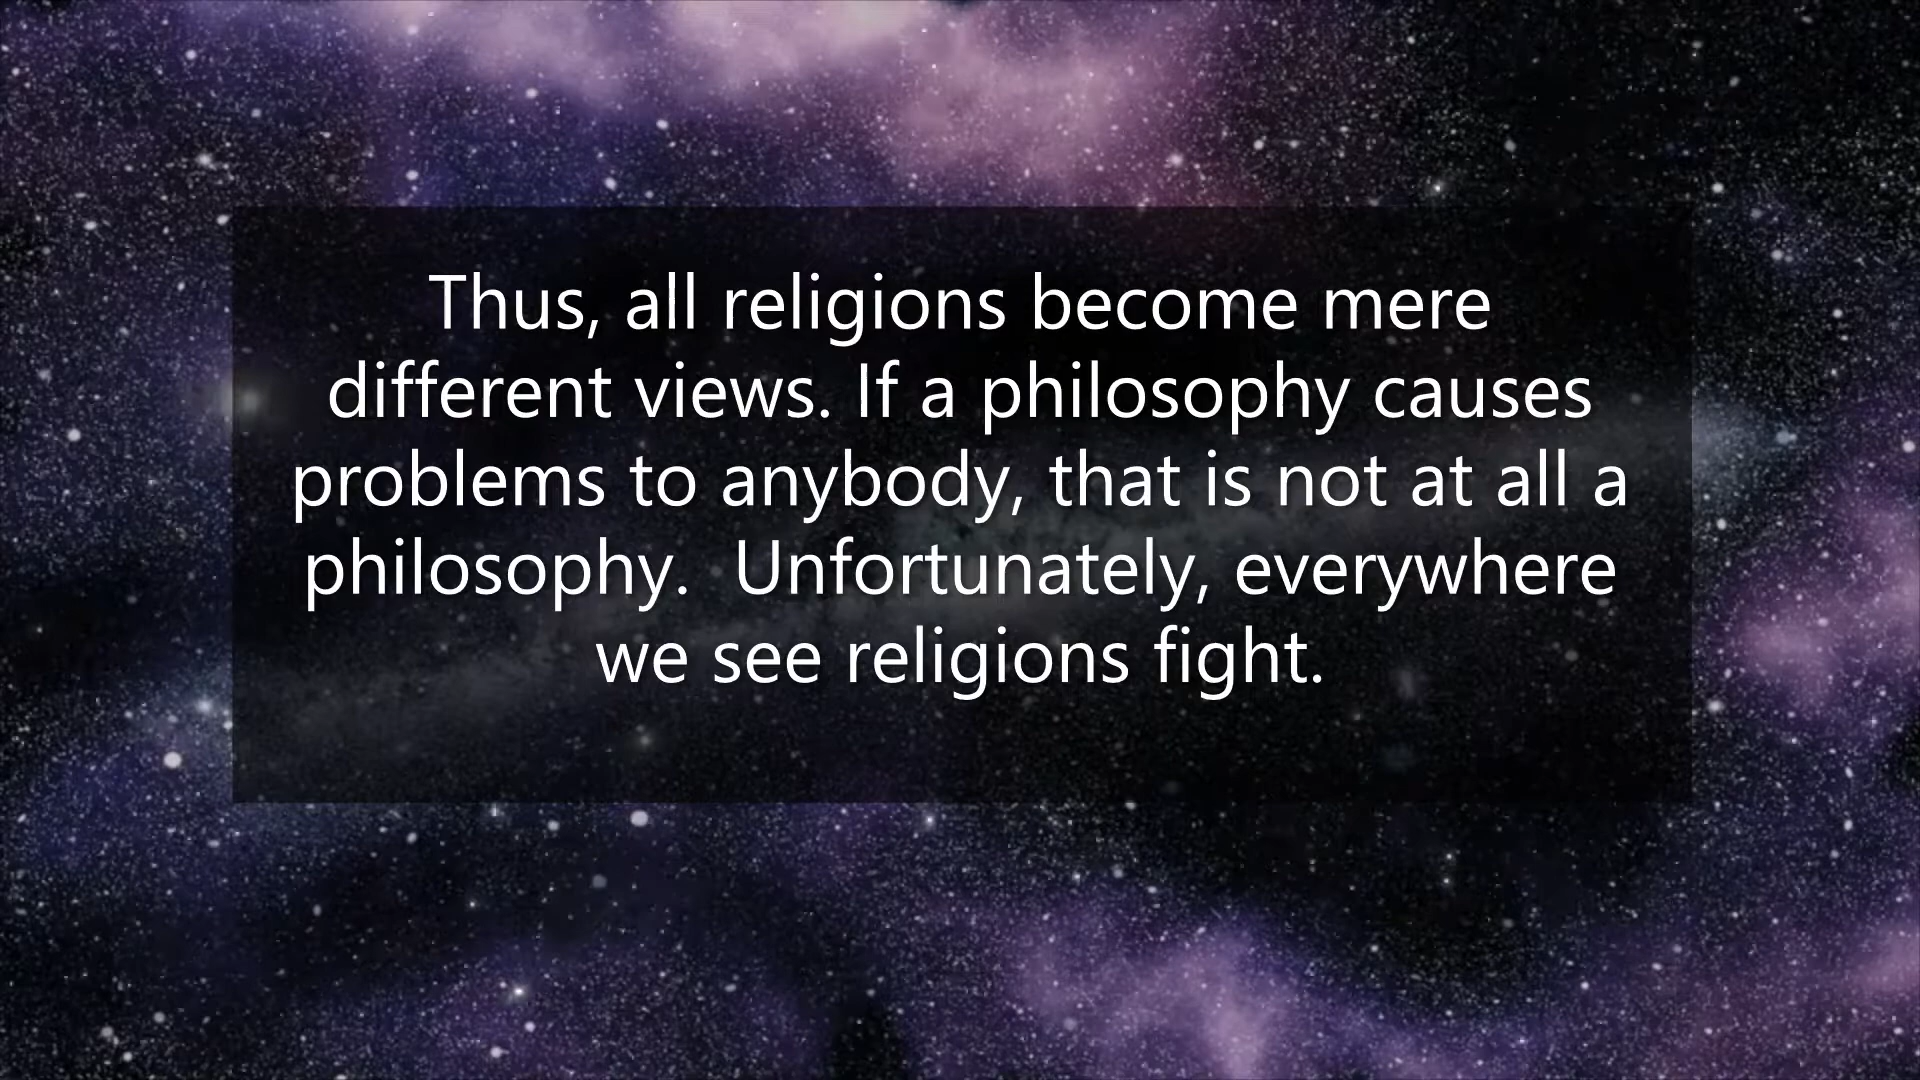 Thus, all religions become mere
different views. If a philosophy causes
problems to anybody, that is not at all a
philosophy.  Unfortunately, everywhere
we see religions fight.